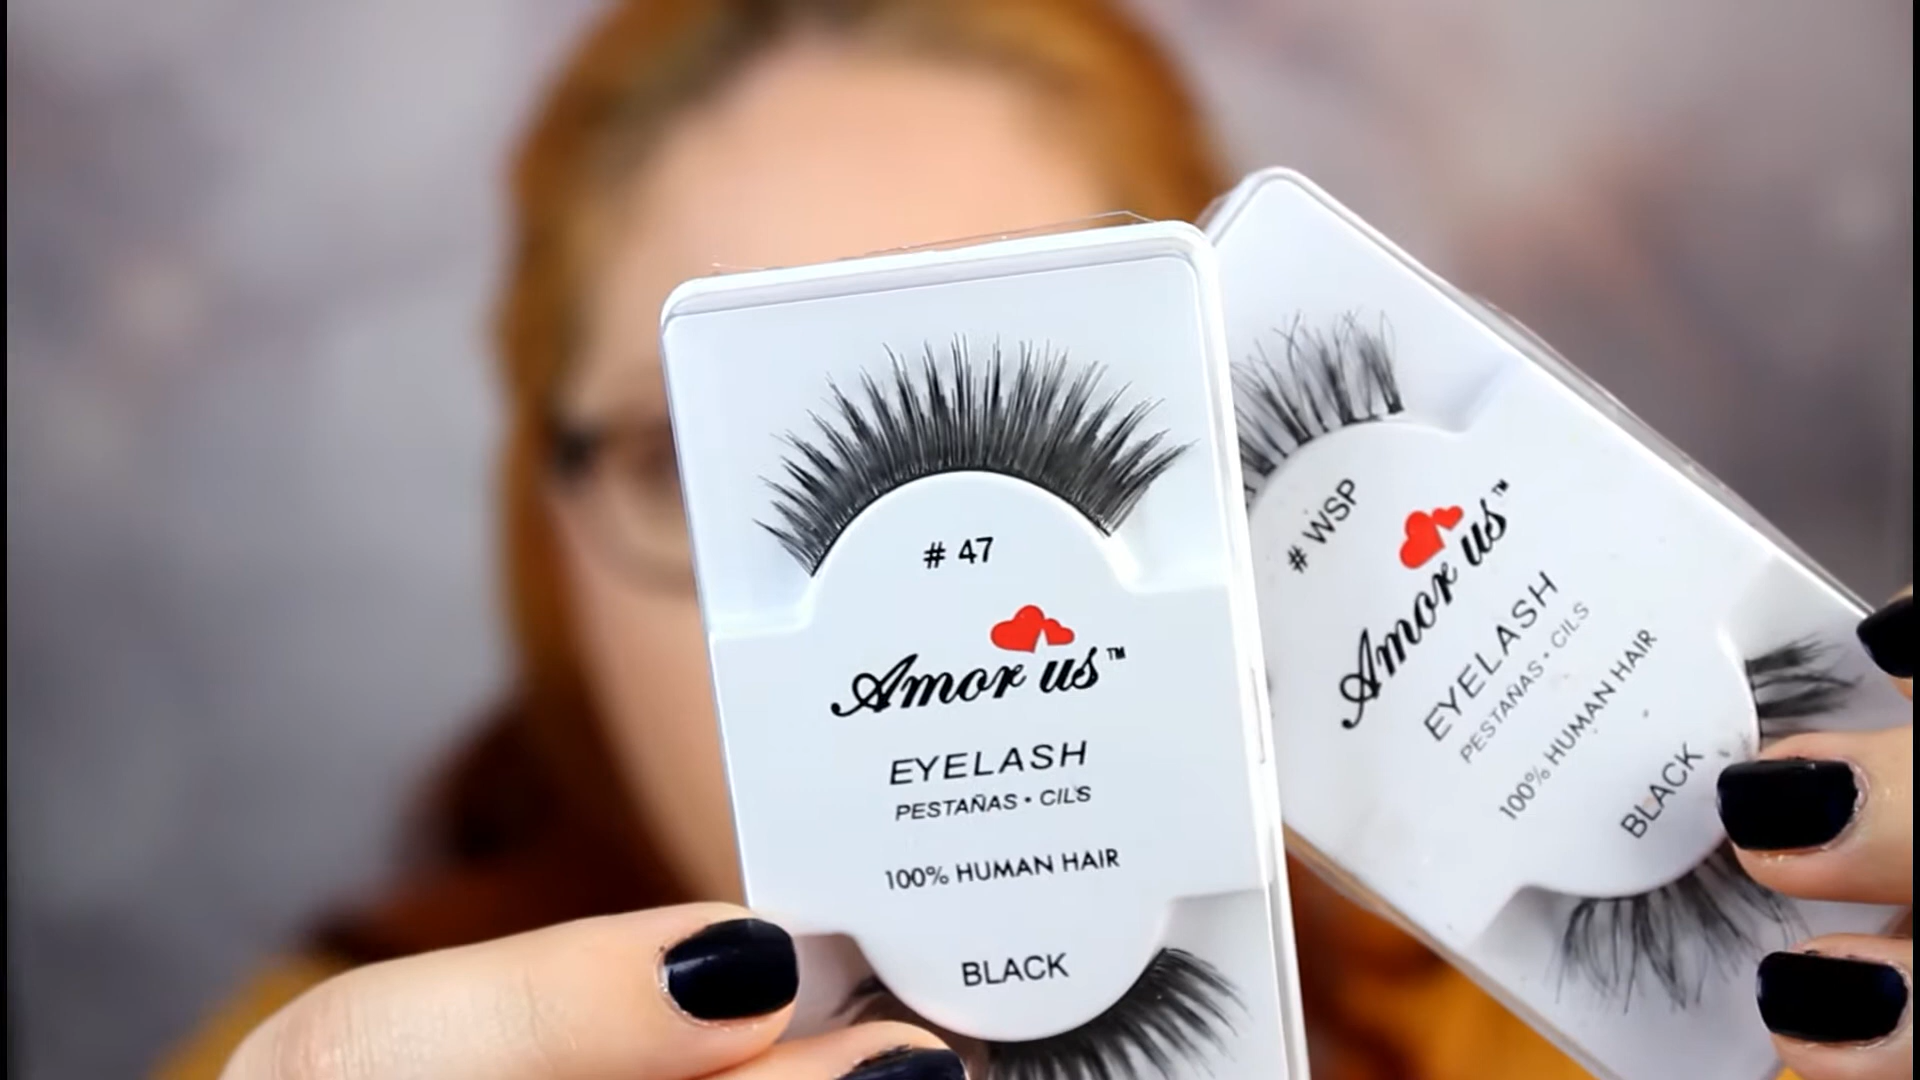 # 47
Amor us™
EYELASH
PESTAÑAS • CILS
100% HUMAN HAIR
BLACK
# WSP
Amor us™
EYELASH
PESTAÑAS • CILS
100% HUMAN HAIR
BLACK